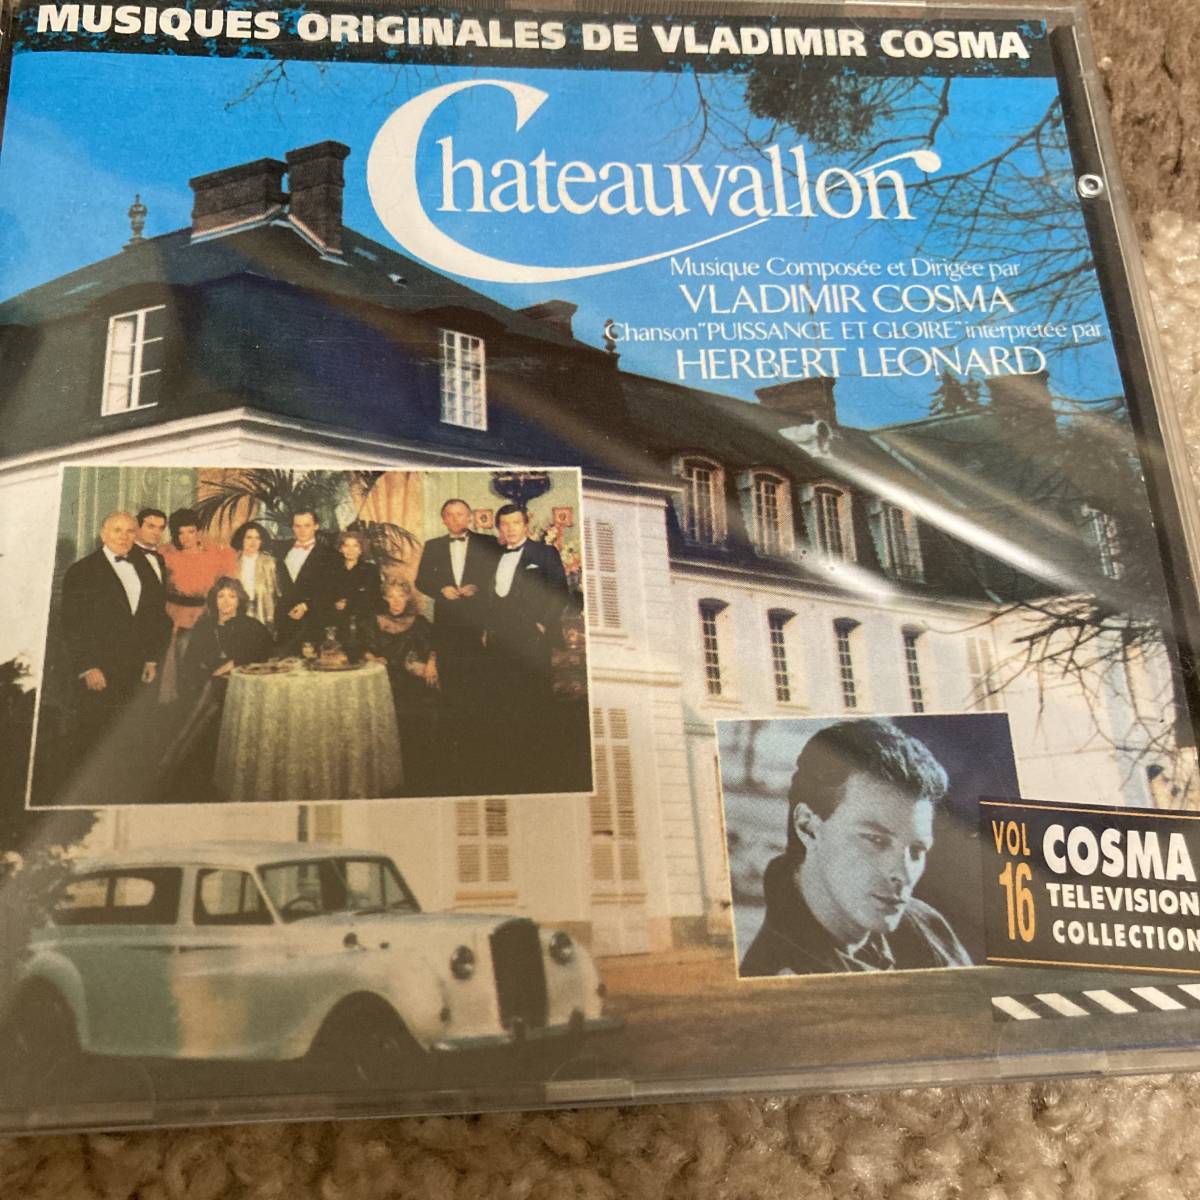 MUSIQUES ORIGINALES DE VLADIMIR COSMA
Chateauvallon
Musique Composée et Dirigée par
VLADIMIR COSMA
Chanson "PUISSANCE ET GLOIRE" interprétée par
HERBERT LEONARD
VOL
16
COSMA
TELEVISION
COLLECTION